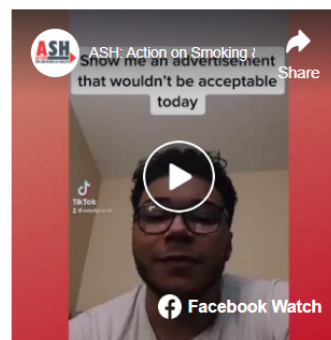 ASH
ASH: Action on Smoking &
Share
Show me an advertisement
that wouldn't be acceptable
today
TikTok
Facebook Watch